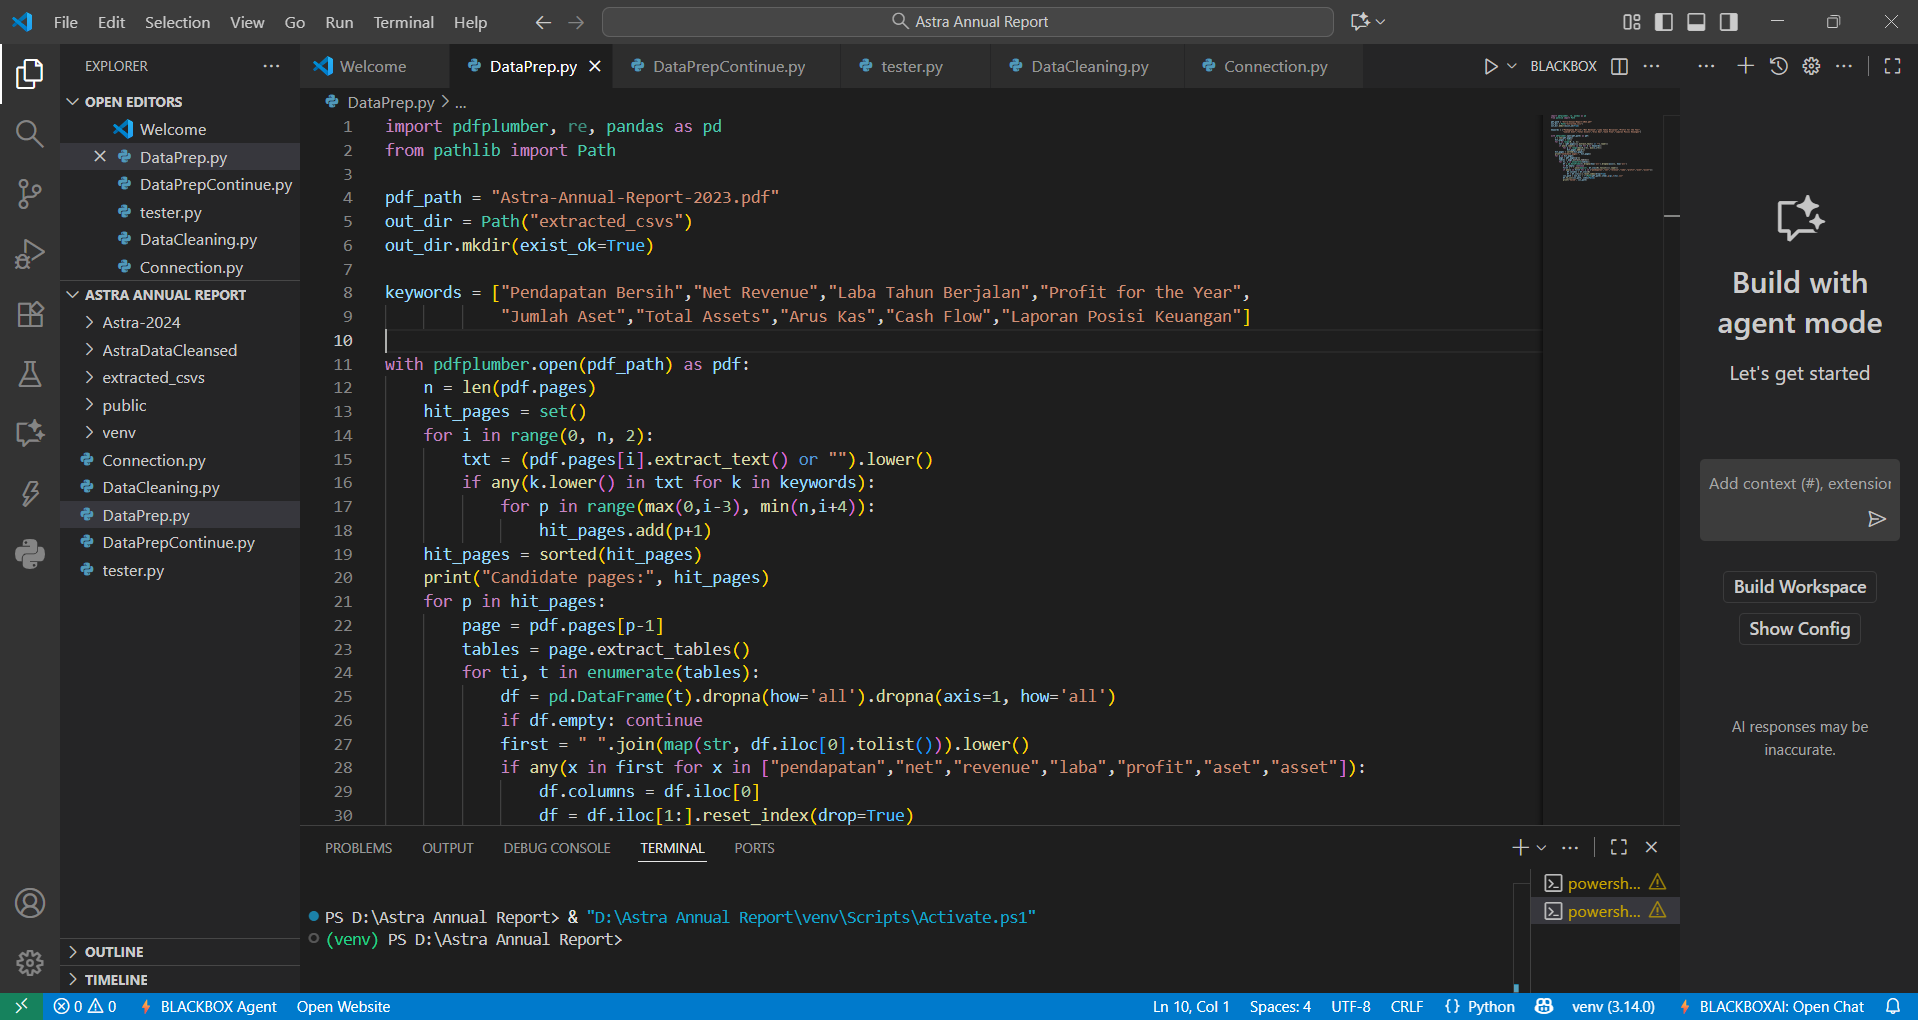 File Edit Selection View Go Run Terminal Help
Astra Annual Report
EXPLORER
OPEN EDITORS
Welcome
DataPrep.py
DataPrepContinue.py
tester.py
DataCleaning.py
Connection.py
ASTRA ANNUAL REPORT
Astra-2024
AstraDataCleansed
extracted_csvs
public
venv
Connection.py
DataCleaning.py
DataPrep.py
DataPrepContinue.py
tester.py
OUTLINE
TIMELINE
Welcome DataPrep.py DataPrepContinue.py tester.py DataCleaning.py Connection.py
BLACKBOX
DataPrep.py > ...
1 import pdfplumber, re, pandas as pd
2 from pathlib import Path
3
4 pdf_path = "Astra-Annual-Report-2023.pdf"
5 out_dir = Path("extracted_csvs")
6 out_dir.mkdir(exist_ok=True)
7
8 keywords = ["Pendapatan Bersih","Net Revenue","Laba Tahun Berjalan","Profit for the Year",
9 "Jumlah Aset","Total Assets","Arus Kas","Cash Flow","Laporan Posisi Keuangan"]
10
11 with pdfplumber.open(pdf_path) as pdf:
12 n = len(pdf.pages)
13 hit_pages = set()
14 for i in range(0, n, 2):
15 txt = (pdf.pages[i].extract_text() or "").lower()
16 if any(k.lower() in txt for k in keywords):
17 for p in range(max(0,i-3), min(n,i+4)):
18 hit_pages.add(p+1)
19 hit_pages = sorted(hit_pages)
20 print("Candidate pages:", hit_pages)
21 for p in hit_pages:
22 page = pdf.pages[p-1]
23 tables = page.extract_tables()
24 for ti, t in enumerate(tables):
25 df = pd.DataFrame(t).dropna(how='all').dropna(axis=1, how='all')
26 if df.empty: continue
27 first = " ".join(map(str, df.iloc[0].tolist())).lower()
28 if any(x in first for x in ["pendapatan","net","revenue","laba","profit","aset","asset"]):
29 df.columns = df.iloc[0]
30 df = df.iloc[1:].reset_index(drop=True)
PROBLEMS OUTPUT DEBUG CONSOLE TERMINAL PORTS
PS D:\Astra Annual Report> & "D:\Astra Annual Report\venv\Scripts\Activate.ps1"
(venv) PS D:\Astra Annual Report>
powersh...
powersh...
Build with
agent mode
Let's get started
Add context (#), extension
Build Workspace
Show Config
AI responses may be
inaccurate.
0 0 BLACKBOX Agent Open Website
Ln 10, Col 1 Spaces: 4 UTF-8 CRLF {} Python venv (3.14.0) BLACKBOXAI: Open Chat